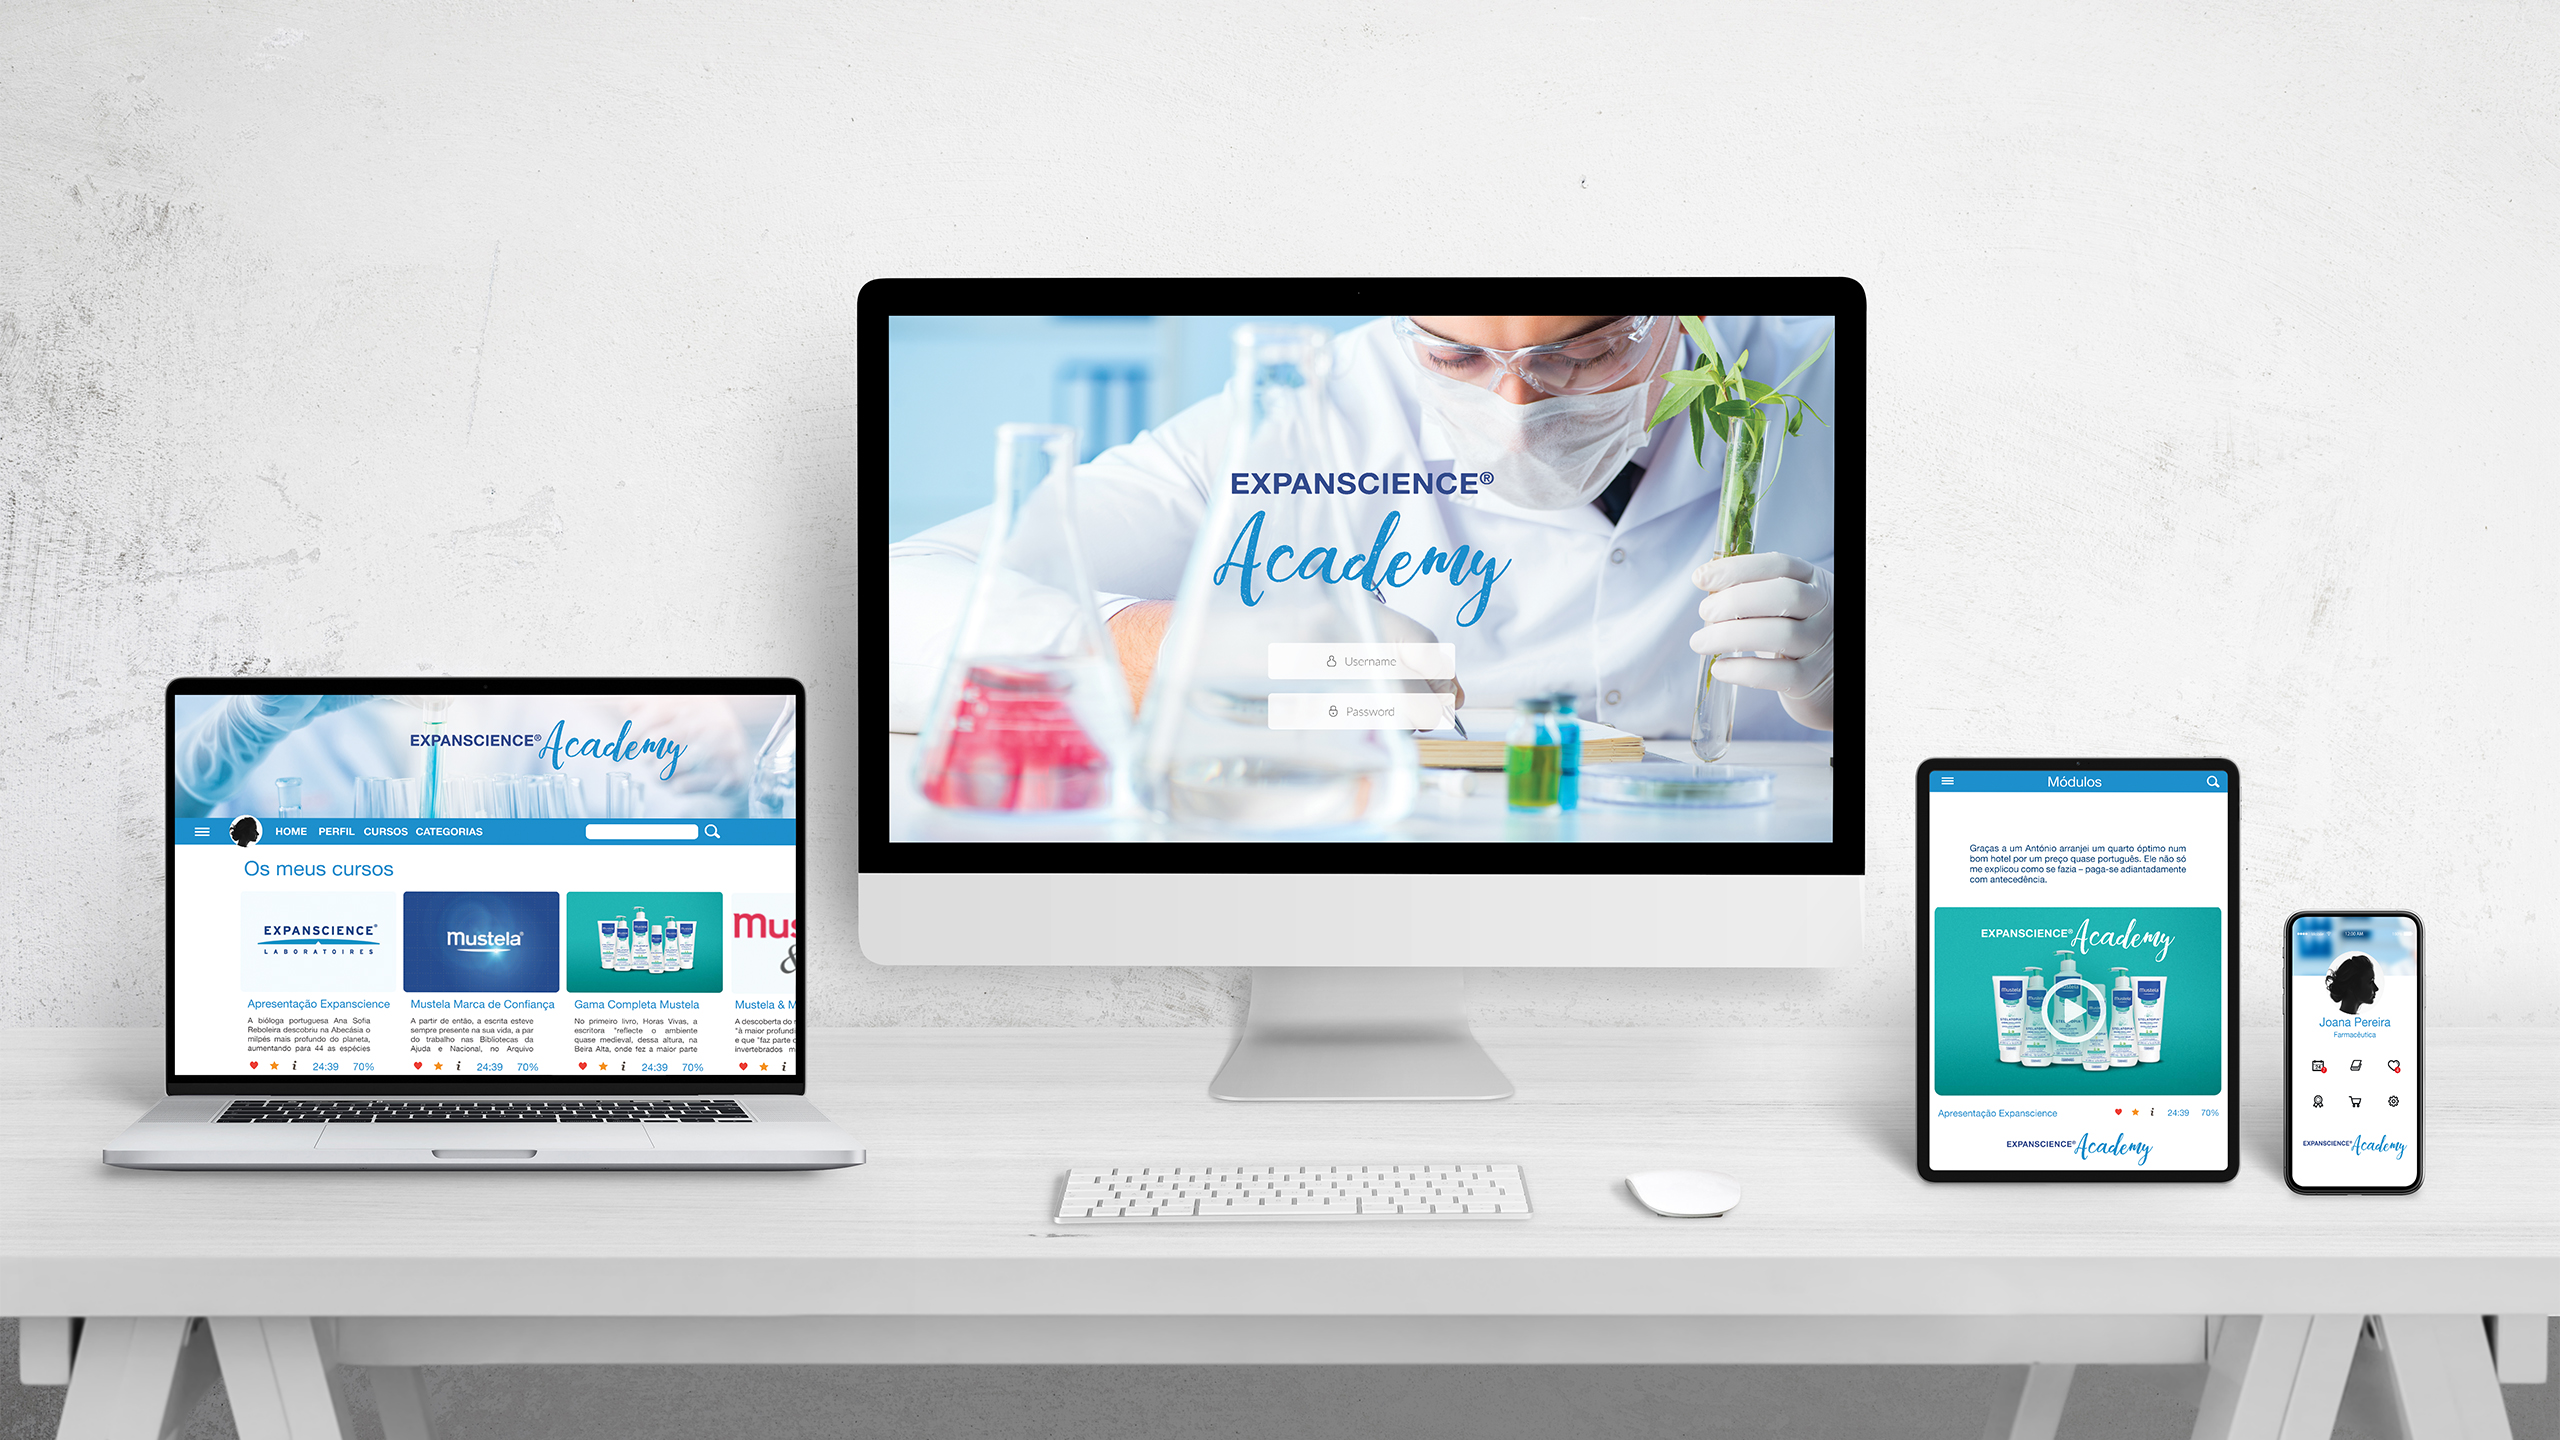 EXPANSCIENCE® Academy
HOME PERFIL CURSOS CATEGORIAS
Os meus cursos
EXPANSCIENCE®
LABORATOIRES
Apresentação Expanscience
A bióloga portuguesa Ana Sofia
Reboleira descobriu na Abecásia o
milpés mais profundo do planeta,
aumentando para 44 as espécies
24:39 70%
mustela®
Mustela Marca de Confiança
A partir de então, a escrita esteve
sempre presente na sua vida, a par
do trabalho nas Bibliotecas da
Ajuda e Nacional, no Arquivo
24:39 70%
Gama Completa Mustela
No primeiro livro, Horas Vivas, a
escritora "reflecte o ambiente
quase medieval, dessa altura, na
Beira Alta, onde fez a maior parte
24:39 70%
mus
&
Mustela & M
A descoberta do
"à maior profundi
e que "faz parte
invertebrados m
EXPANSCIENCE®
Academy
Username
Password
Módulos
Graças a um António arranjei um quarto óptimo num
bom hotel por um preço quase português. Ele não só
me explicou como se fazia – paga-se adiantadamente
com antecedência.
EXPANSCIENCE® Academy
Apresentação Expanscience 24:39 70%
EXPANSCIENCE® Academy
12:00 AM
Joana Pereira
Farmacêutica
EXPANSCIENCE® Academy